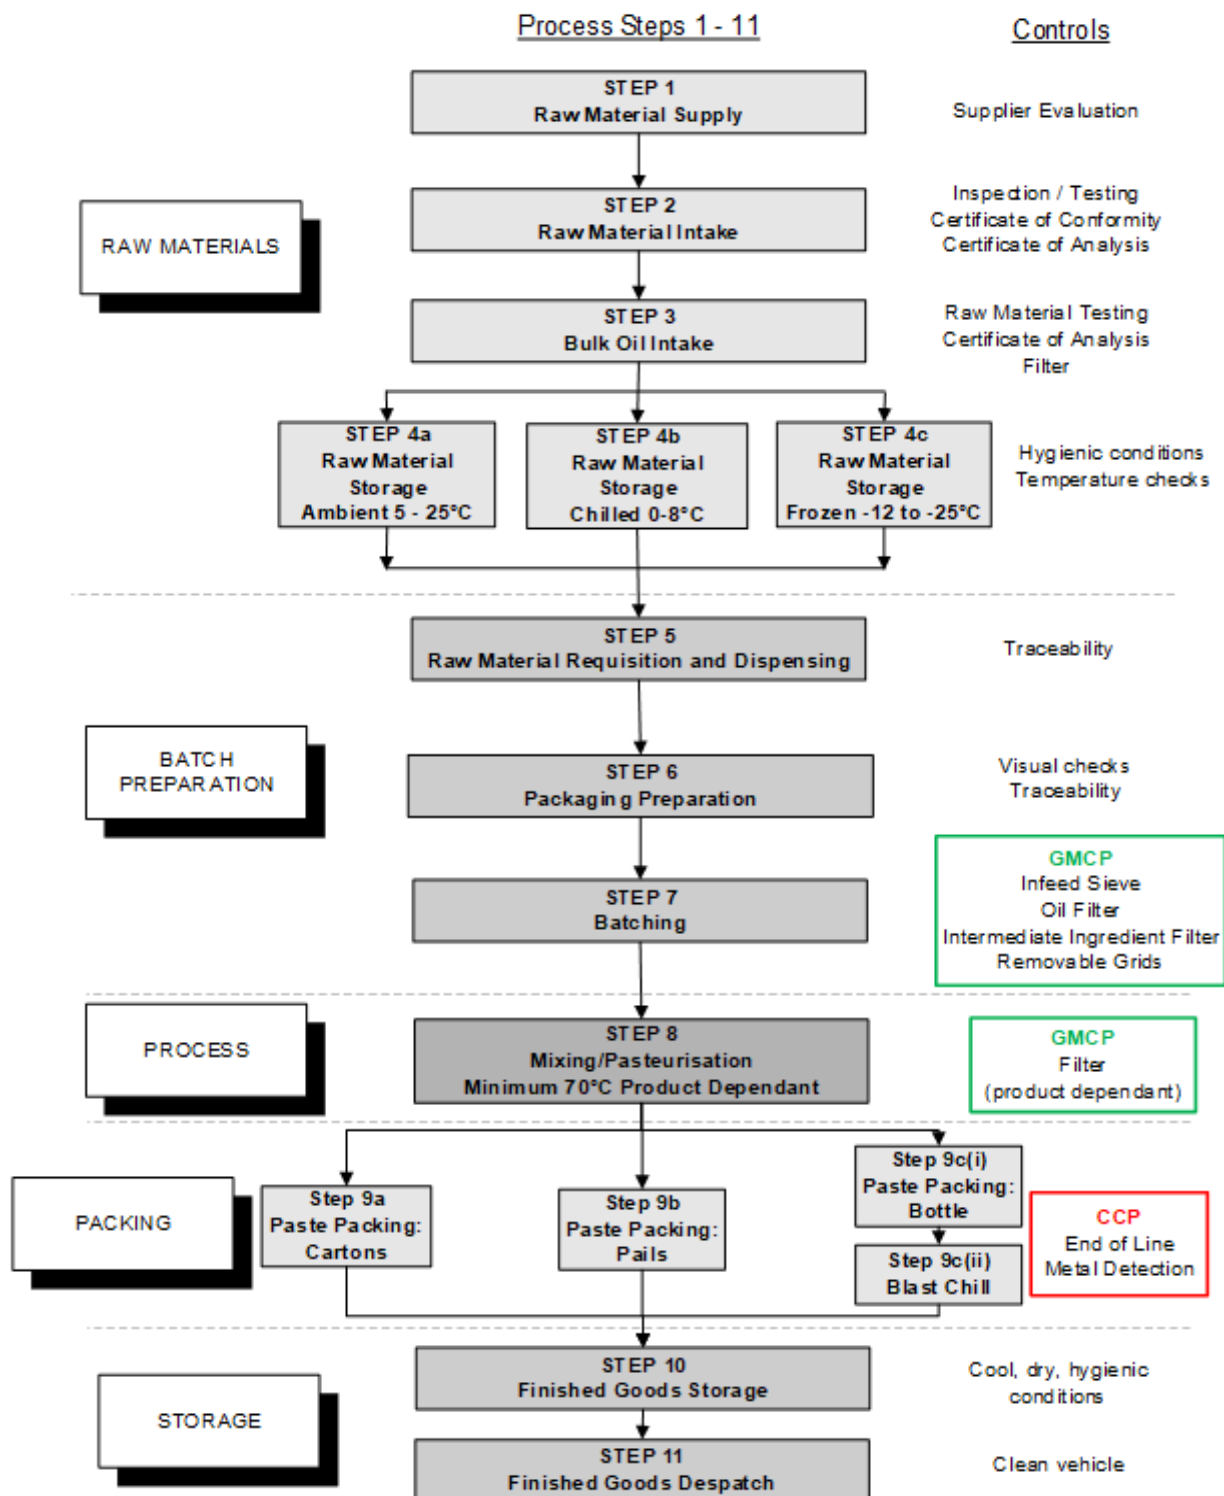 Process Steps 1 - 11
Controls
STEP 1
Raw Material Supply
Supplier Evaluation
RAW MATERIALS
STEP 2
Raw Material Intake
Inspection / Testing
Certificate of Conformity
Certificate of Analysis
STEP 3
Bulk Oil Intake
Raw Material Testing
Certificate of Analysis
Filter
STEP 4a
Raw Material
Storage
Ambient 5 - 25°C
STEP 4b
Raw Material
Storage
Chilled 0-8°C
STEP 4c
Raw Material
Storage
Frozen -12 to -25°C
Hygienic conditions
Temperature checks
STEP 5
Raw Material Requisition and Dispensing
Traceability
BATCH
PREPARATION
STEP 6
Packaging Preparation
Visual checks
Traceability
STEP 7
Batching
GMCP
Infeed Sieve
Oil Filter
Intermediate Ingredient Filter
Removable Grids
PROCESS
STEP 8
Mixing/Pasteurisation
Minimum 70°C Product Dependant
GMCP
Filter
(product dependant)
PACKING
Step 9a
Paste Packing:
Cartons
Step 9b
Paste Packing:
Pails
Step 9c(i)
Paste Packing:
Bottle
Step 9c(ii)
Blast Chill
CCP
End of Line
Metal Detection
STORAGE
STEP 10
Finished Goods Storage
Cool, dry, hygienic
conditions
STEP 11
Finished Goods Despatch
Clean vehicle